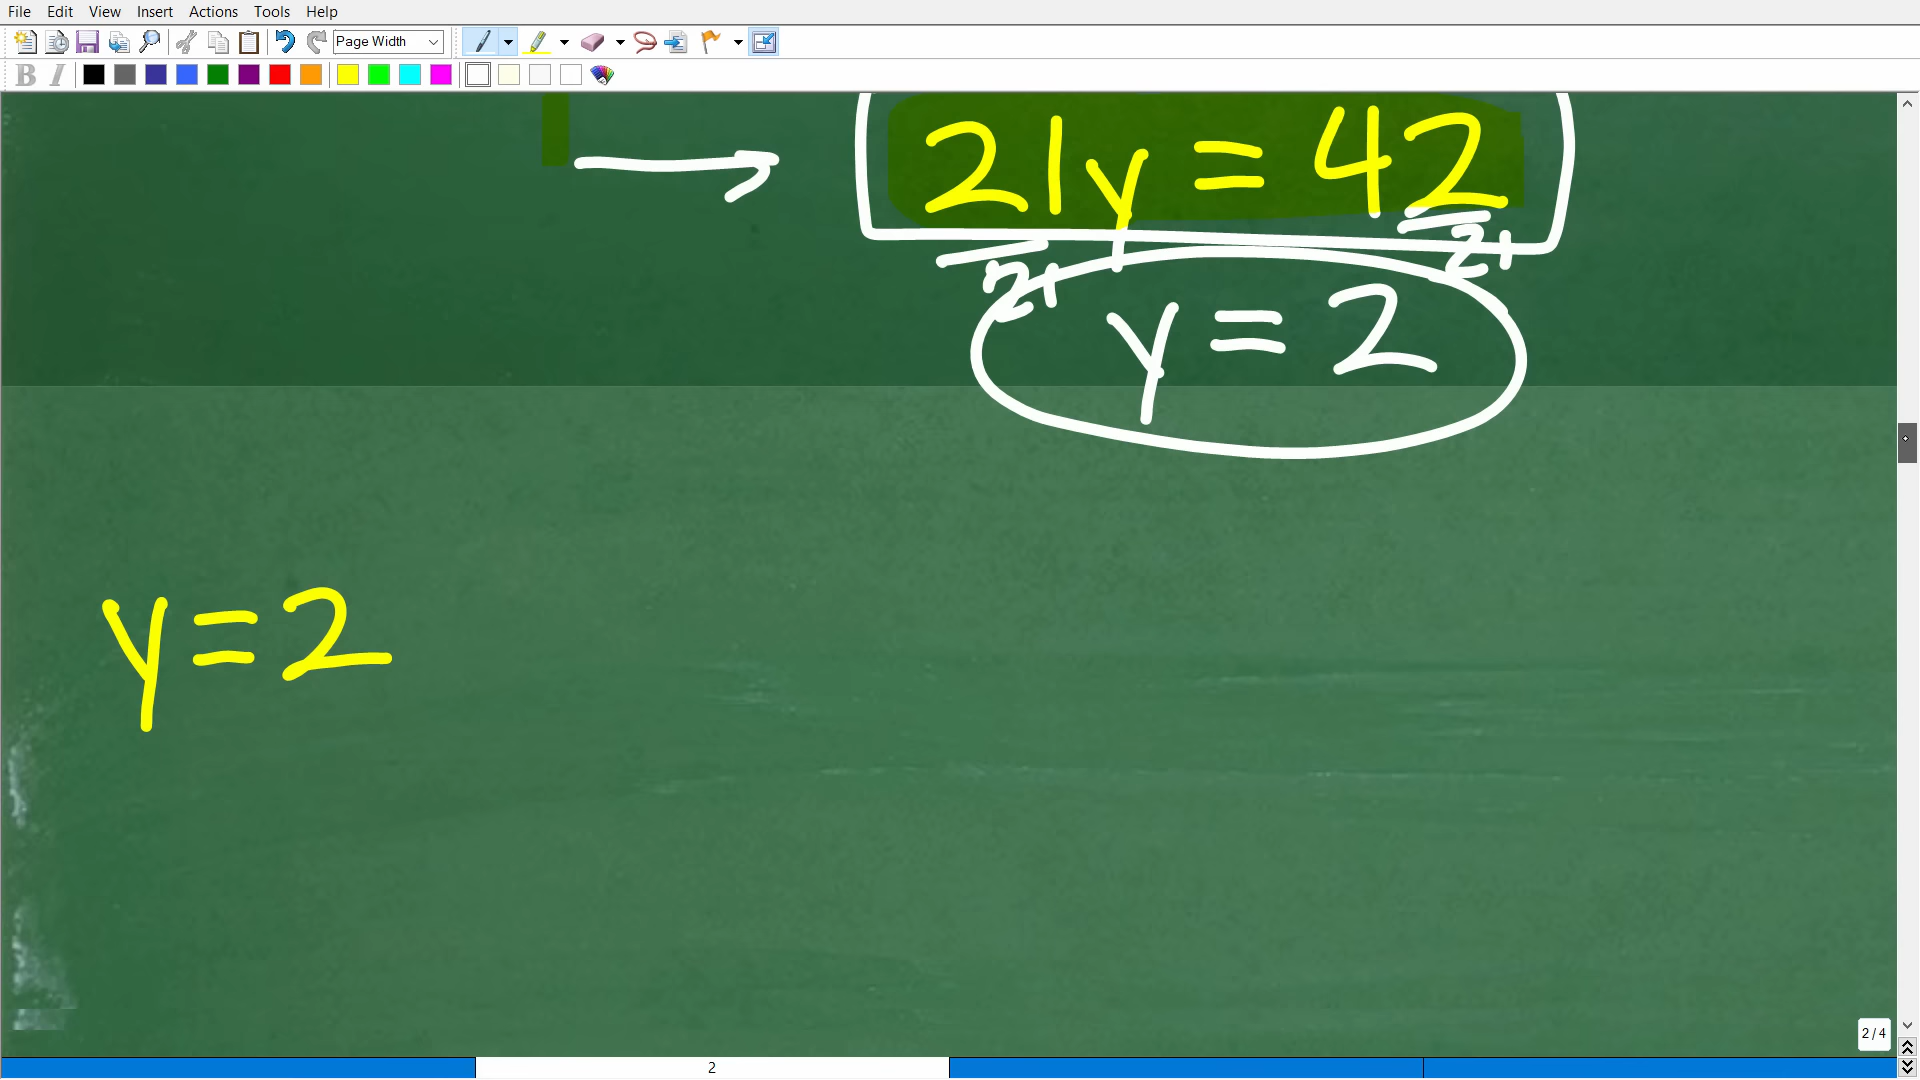 File Edit View Insert Actions Tools Help
Page Width
B I
21y = 42
21 21
y = 2
y = 2
2 / 4
2